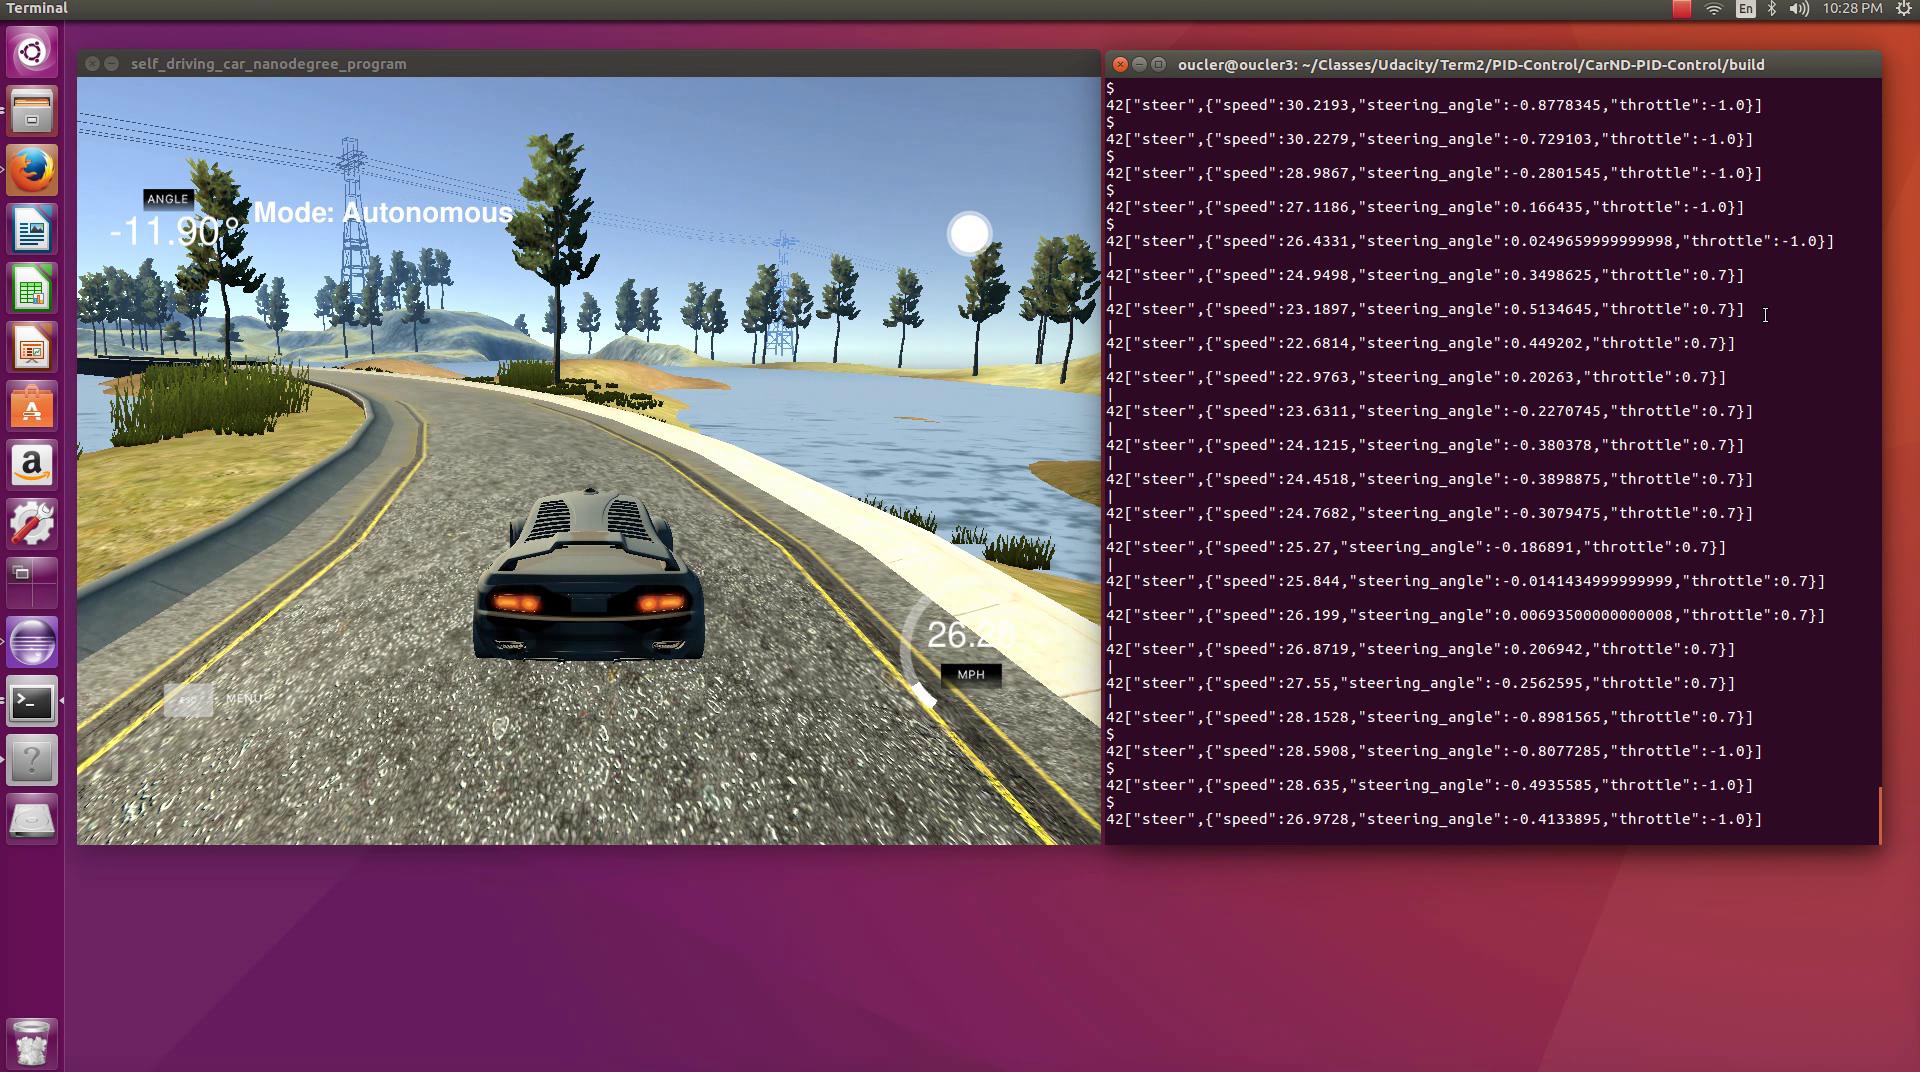 Terminal
En
10:28 PM
self_driving_car_nanodegree_program
ANGLE
-11.90°
Mode: Autonomous
MPH
MENU
oucler@oucler3: ~/Classes/Udacity/Term2/PID-Control/CarND-PID-Control/build
$
42["steer",{"speed":30.2193,"steering_angle":-0.8778345,"throttle":-1.0}]
$
42["steer",{"speed":30.2279,"steering_angle":-0.729103,"throttle":-1.0}]
$
42["steer",{"speed":28.9867,"steering_angle":-0.2801545,"throttle":-1.0}]
$
42["steer",{"speed":27.1186,"steering_angle":0.166435,"throttle":-1.0}]
$
42["steer",{"speed":26.4331,"steering_angle":0.0249659999999998,"throttle":-1.0}]
|
42["steer",{"speed":24.9498,"steering_angle":0.3498625,"throttle":0.7}]
|
42["steer",{"speed":23.1897,"steering_angle":0.5134645,"throttle":0.7}]
|
42["steer",{"speed":22.6814,"steering_angle":0.449202,"throttle":0.7}]
|
42["steer",{"speed":22.9763,"steering_angle":0.20263,"throttle":0.7}]
|
42["steer",{"speed":23.6311,"steering_angle":-0.2270745,"throttle":0.7}]
|
42["steer",{"speed":24.1215,"steering_angle":-0.380378,"throttle":0.7}]
|
42["steer",{"speed":24.4518,"steering_angle":-0.3898875,"throttle":0.7}]
|
42["steer",{"speed":24.7682,"steering_angle":-0.3079475,"throttle":0.7}]
|
42["steer",{"speed":25.27,"steering_angle":-0.186891,"throttle":0.7}]
|
42["steer",{"speed":25.844,"steering_angle":-0.0141434999999999,"throttle":0.7}]
|
42["steer",{"speed":26.199,"steering_angle":0.00693500000000008,"throttle":0.7}]
|
42["steer",{"speed":26.8719,"steering_angle":0.206942,"throttle":0.7}]
|
42["steer",{"speed":27.55,"steering_angle":-0.2562595,"throttle":0.7}]
|
42["steer",{"speed":28.1528,"steering_angle":-0.8981565,"throttle":0.7}]
$
42["steer",{"speed":28.5908,"steering_angle":-0.8077285,"throttle":-1.0}]
$
42["steer",{"speed":28.635,"steering_angle":-0.4935585,"throttle":-1.0}]
$
42["steer",{"speed":26.9728,"steering_angle":-0.4133895,"throttle":-1.0}]